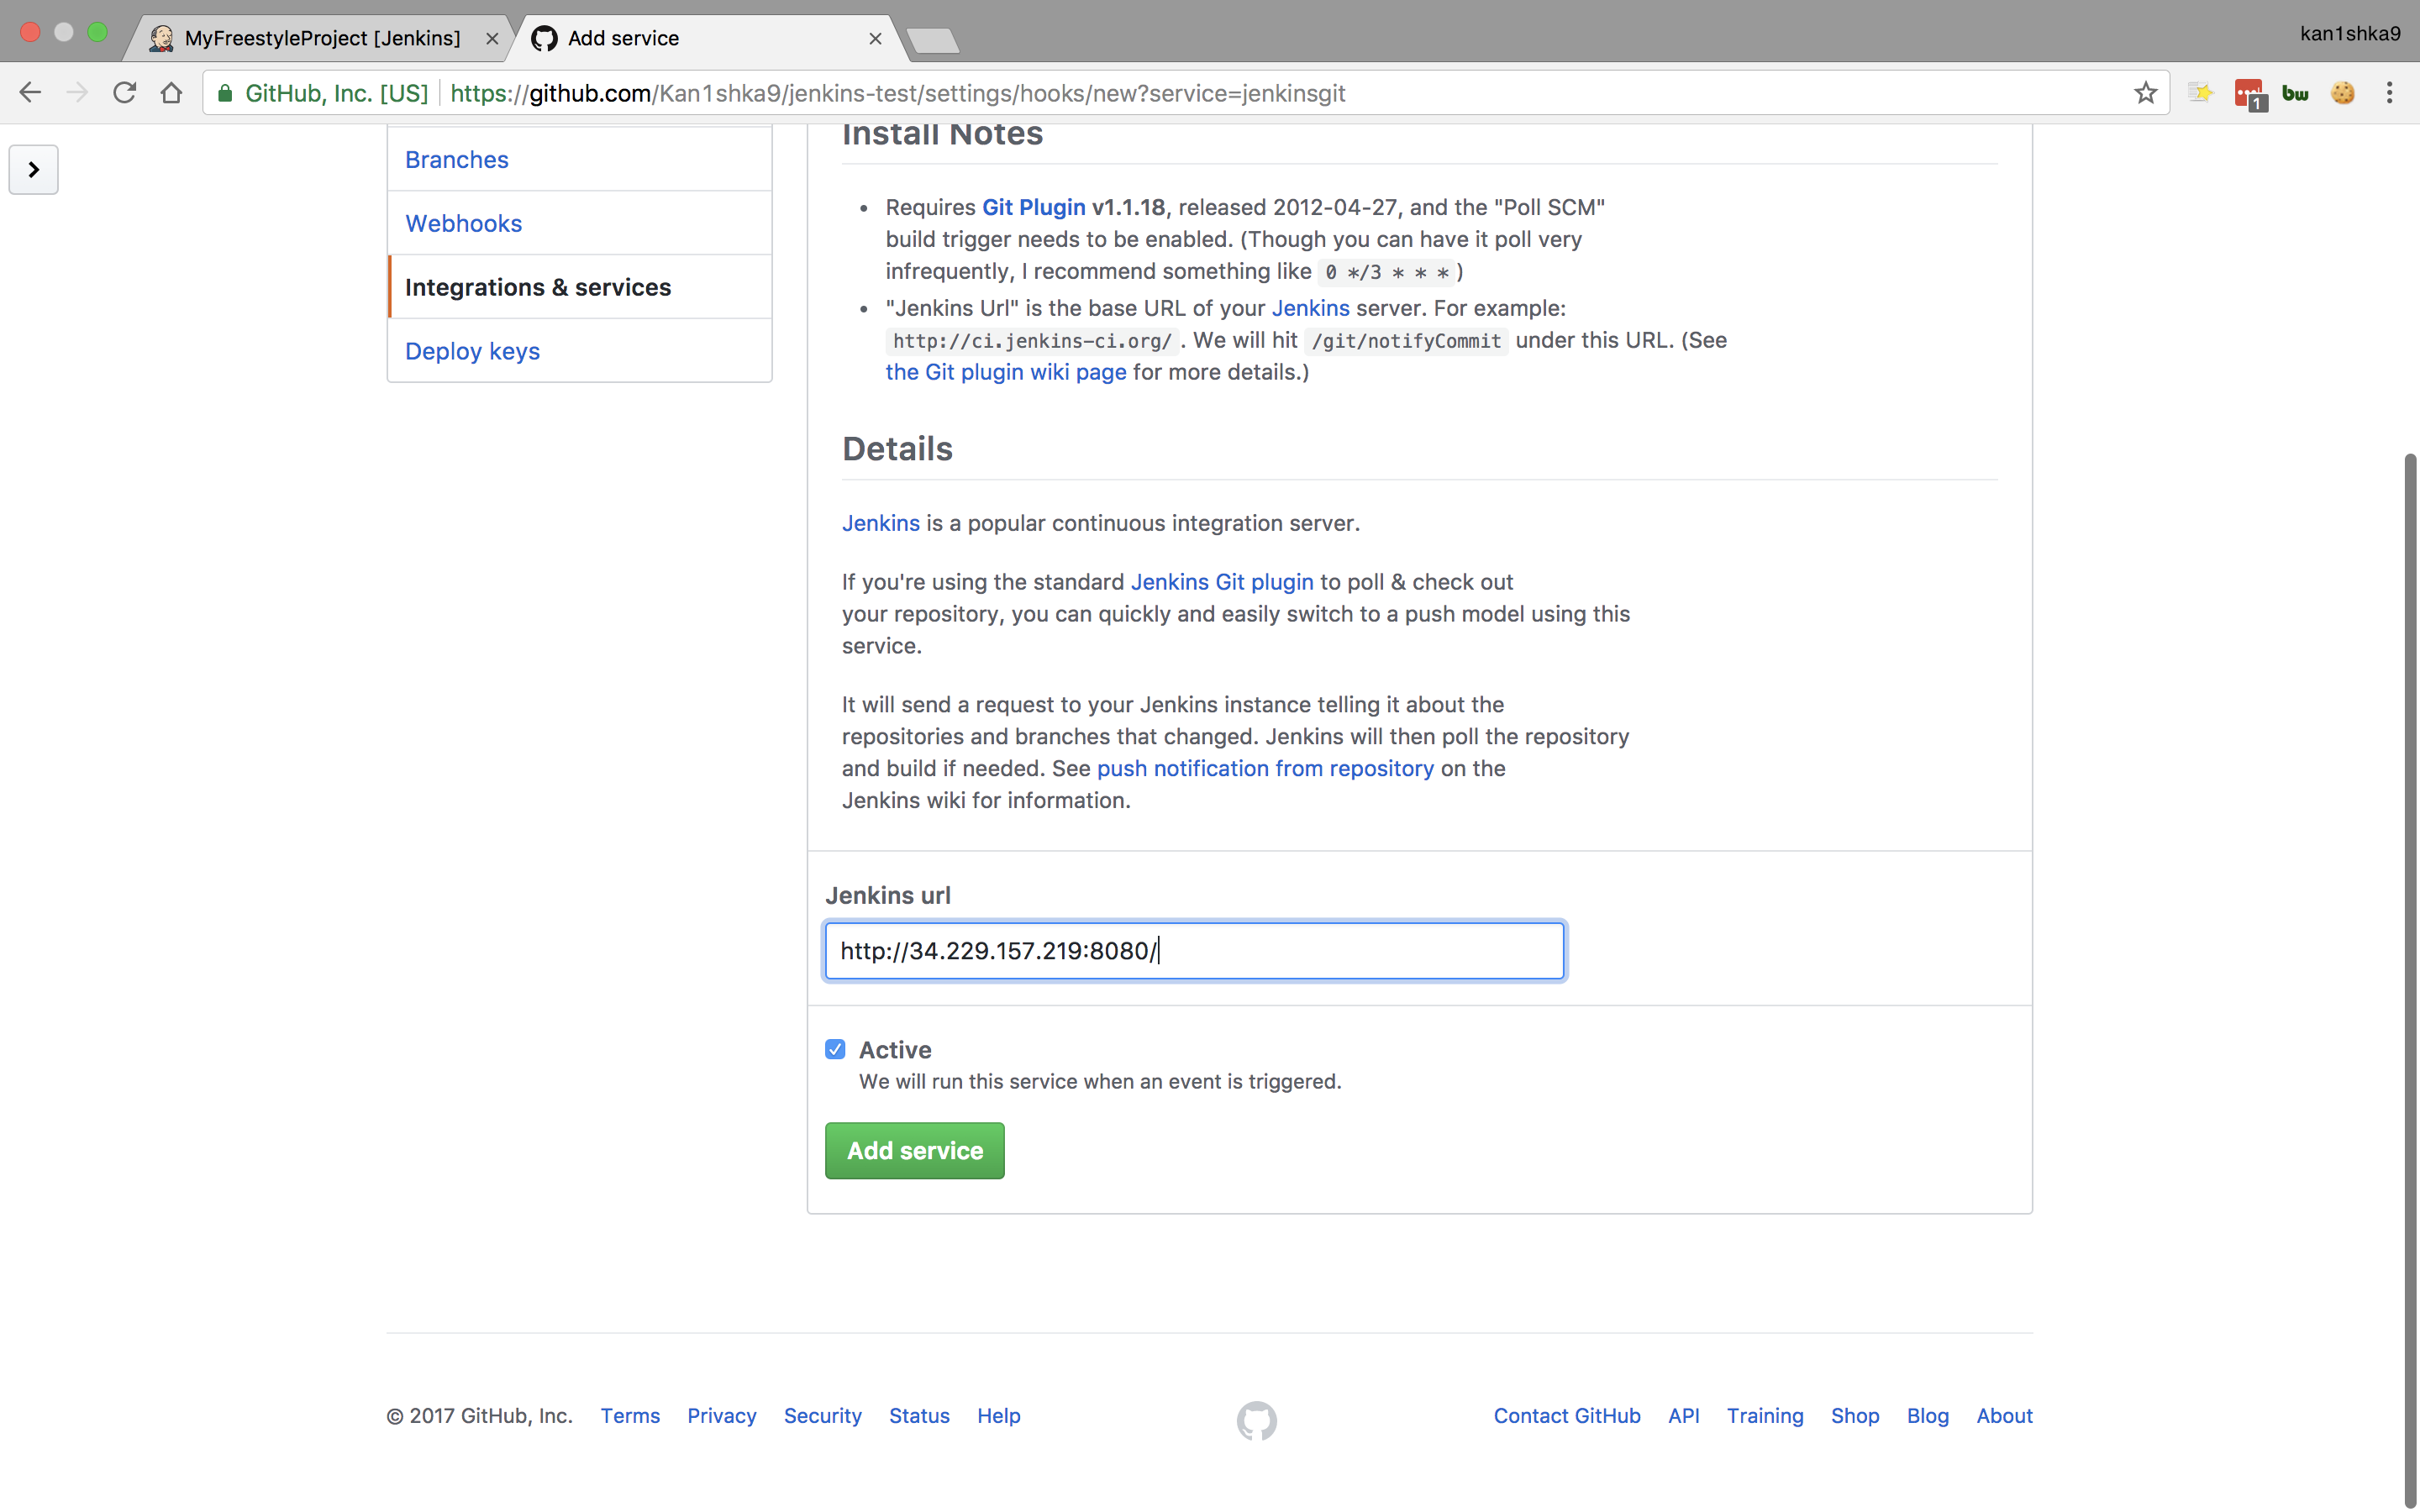 MyFreestyleProject [Jenkins]
Add service
kan1shka9
GitHub, Inc. [US]
https://github.com/Kan1shka9/jenkins-test/settings/hooks/new?service=jenkinsgit
1
bw
Branches
Webhooks
Integrations & services
Deploy keys
Install Notes
Requires Git Plugin v1.1.18, released 2012-04-27, and the "Poll SCM"
build trigger needs to be enabled. (Though you can have it poll very
infrequently, I recommend something like 0 */3 * * * )
"Jenkins Url" is the base URL of your Jenkins server. For example:
http://ci.jenkins-ci.org/ . We will hit /git/notifyCommit under this URL. (See
the Git plugin wiki page for more details.)
Details
Jenkins is a popular continuous integration server.
If you're using the standard Jenkins Git plugin to poll & check out
your repository, you can quickly and easily switch to a push model using this
service.
It will send a request to your Jenkins instance telling it about the
repositories and branches that changed. Jenkins will then poll the repository
and build if needed. See push notification from repository on the
Jenkins wiki for information.
Jenkins url
http://34.229.157.219:8080/
Active
We will run this service when an event is triggered.
Add service
© 2017 GitHub, Inc. Terms Privacy Security Status Help
Contact GitHub API Training Shop Blog About